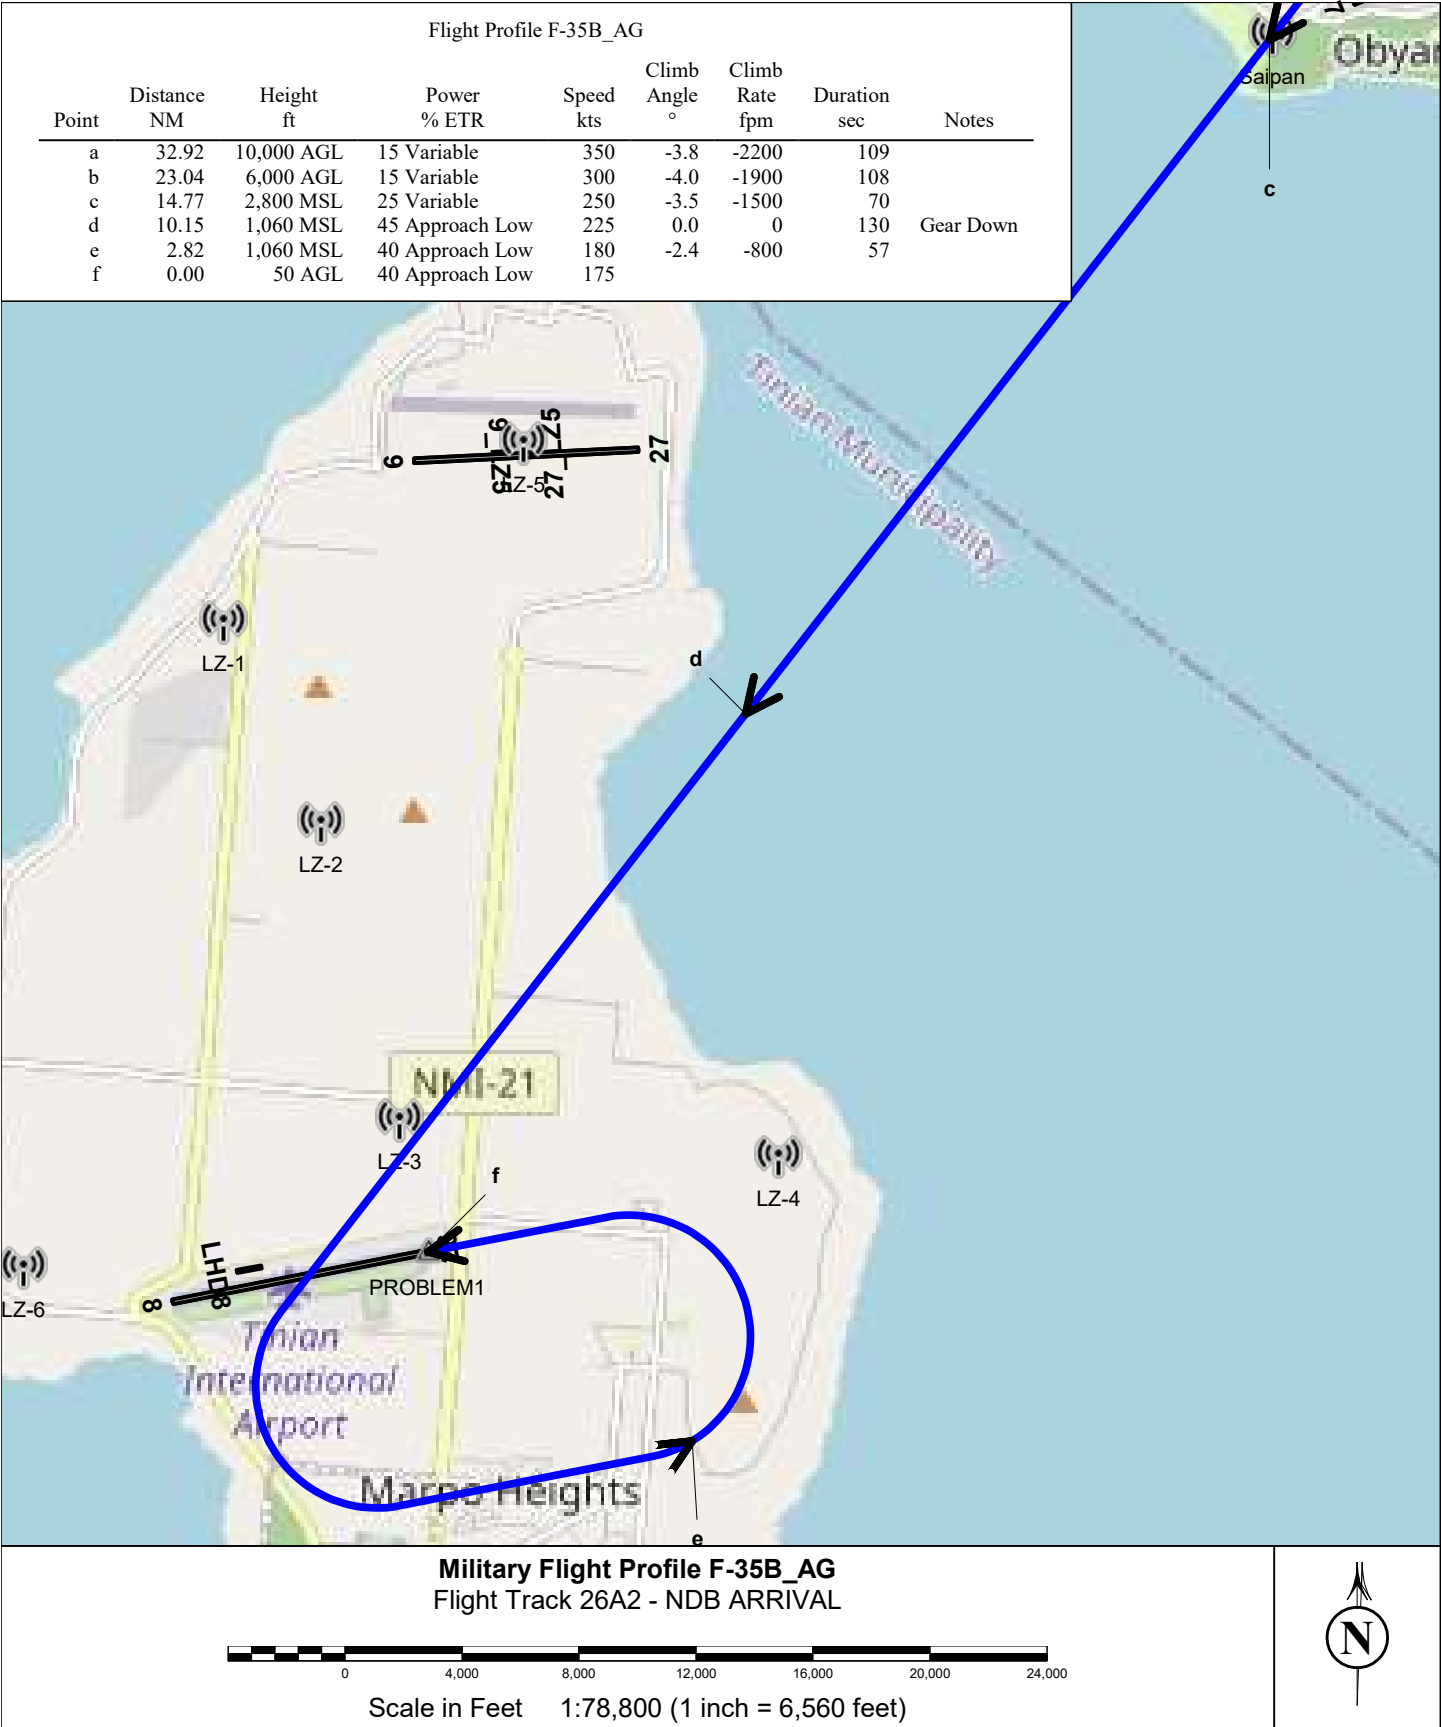 Flight Profile F-35B_AG
Point Distance NM Height ft Power % ETR Speed kts Climb Angle ° Climb Rate fpm Duration sec Notes
a 32.92 10,000 AGL 15 Variable 350 -3.8 -2200 109
b 23.04 6,000 AGL 15 Variable 300 -4.0 -1900 108
c 14.77 2,800 MSL 25 Variable 250 -3.5 -1500 70
d 10.15 1,060 MSL 45 Approach Low 225 0.0 0 130 Gear Down
e 2.82 1,060 MSL 40 Approach Low 180 -2.4 -800 57
f 0.00 50 AGL 40 Approach Low 175
Saipan
c
Tinian Municipality
9
27
LZ-5
LZ-1
d
LZ-2
NMI-21
LZ-3
LZ-4
f
LZ-6
8
PROBLEM1
Tinian
International
Airport
Marpo Heights
e
Military Flight Profile F-35B_AG
Flight Track 26A2 - NDB ARRIVAL
0 4,000 8,000 12,000 16,000 20,000 24,000
Scale in Feet 1:78,800 (1 inch = 6,560 feet)
N